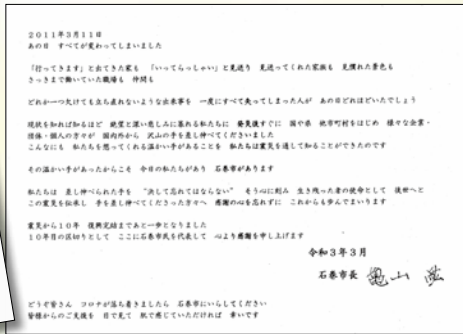 2011年3月11日
あの日　すべてが変わってしまいました
「行ってきます」と出てきた家も　「いってらっしゃい」と見送り　見送ってくれた家族も　見慣れた景色も
さっきまで働いていた職場も　仲間も
どれか一つ欠けても立ち直れないような出来事を　一度にすべて失ってしまった人が　あの日どれほどいたでしょう
現状を知れば知るほど　絶望と深い悲しみに暮れる私たちに　発災後すぐに　国や県　他市町村をはじめ　様々な企業・
団体・個人の方々が　国内外から　沢山の手を差し伸べてくださいました
こんなにも　私たちを想ってくれる温かい手があることを　私たちは震災を通して知ることができたのです
その温かい手があったからこそ　今日の私たちがあり　石巻市があります
私たちは　差し伸べられた手を　“決して忘れてはならない”　そう心に刻み　生き残った者の使命として　後世へと
この震災を伝承し　手を差し伸べてくださった方々へ　感謝の心を忘れずに　これからも歩んでまいります
震災から10年　復興完結まであと一歩となりました
10年目の区切りとして　ここに石巻市民を代表して　心より感謝を申し上げます
令和3年3月
石巻市長　亀山　紘
どうぞ皆さん　コロナが落ち着きましたら　石巻市にいらしてください
皆様からのご支援を　目で見て　肌で感じていただければ　幸いです